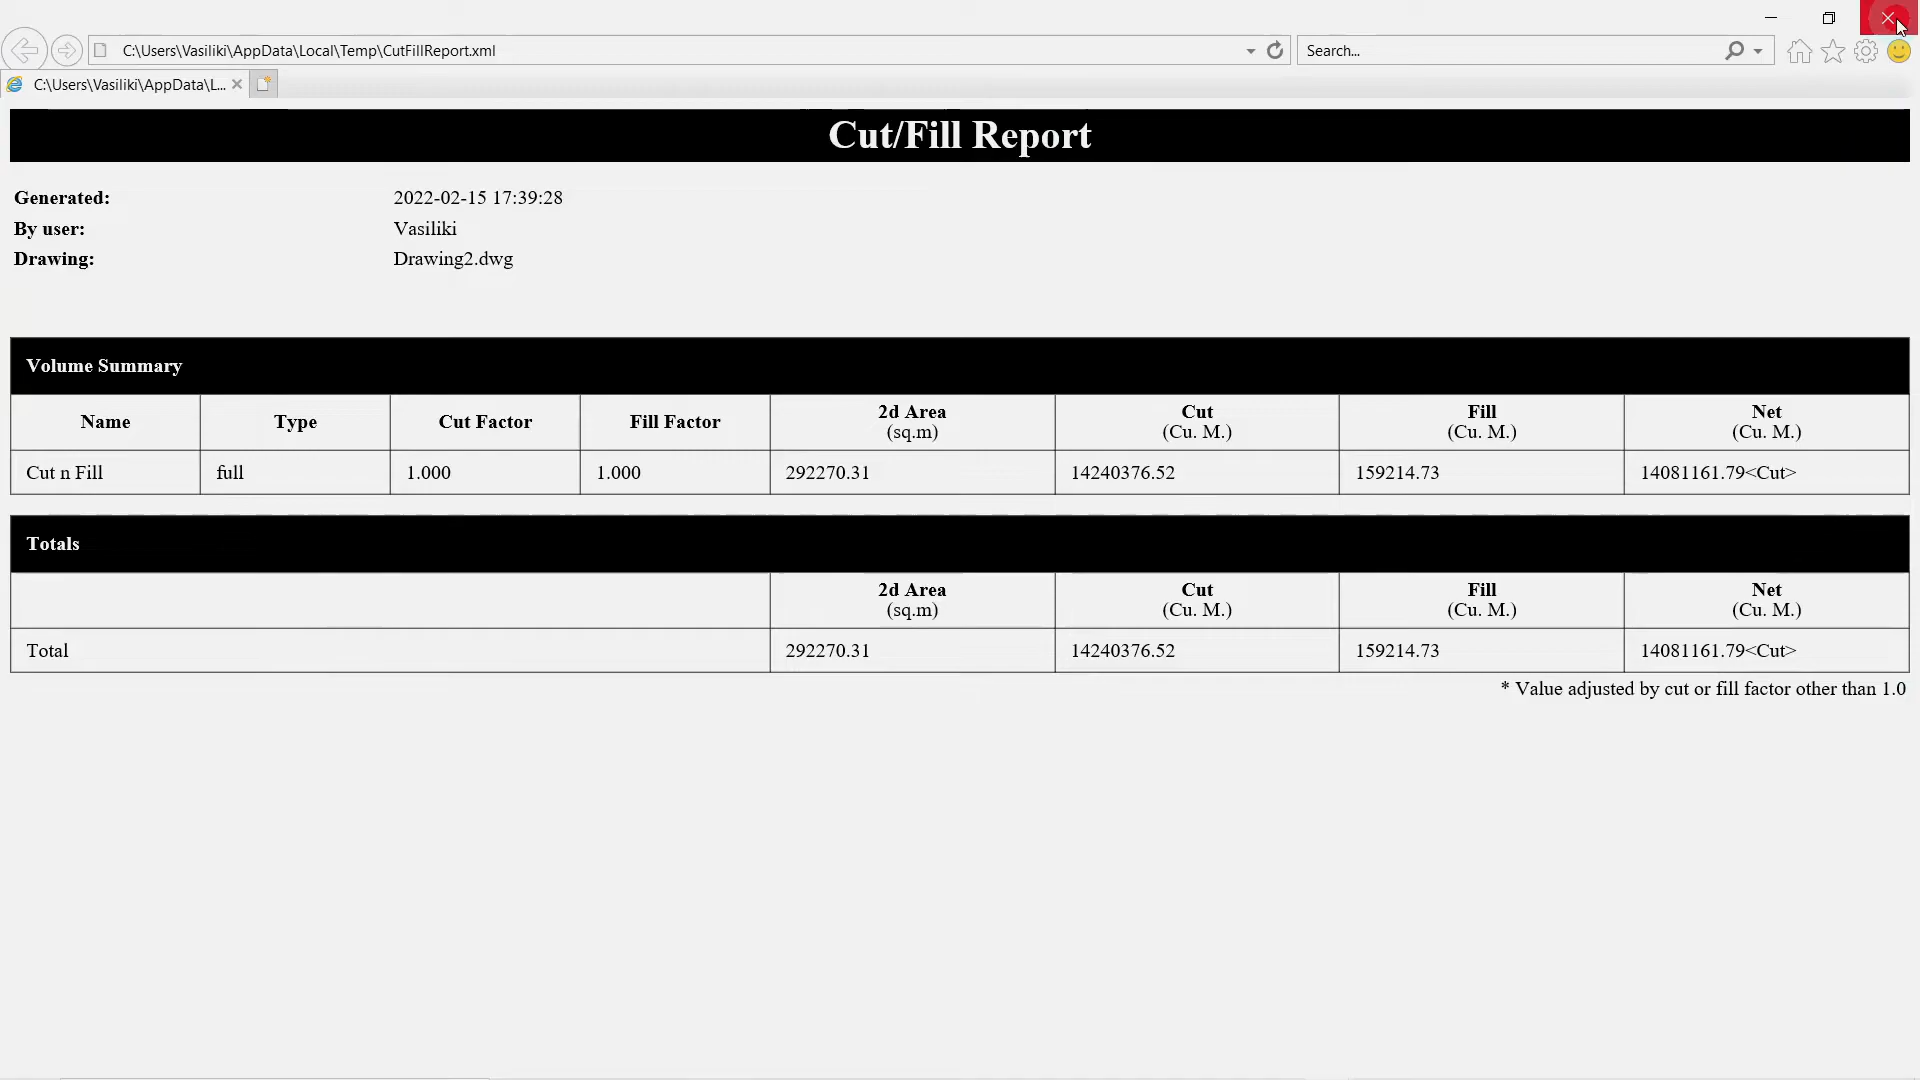 C:\Users\Vasiliki\AppData\Local\Temp\CutFillReport.xml
Search...
C:\Users\Vasiliki\AppData\L...
Cut/Fill Report
Generated: 2022-02-15 17:39:28
By user: Vasiliki
Drawing: Drawing2.dwg
Volume Summary
Name Type Cut Factor Fill Factor 2d Area (sq.m) Cut (Cu. M.) Fill (Cu. M.) Net (Cu. M.)
Cut n Fill full 1.000 1.000 292270.31 14240376.52 159214.73 14081161.79<Cut>
Totals
2d Area (sq.m) Cut (Cu. M.) Fill (Cu. M.) Net (Cu. M.)
Total 292270.31 14240376.52 159214.73 14081161.79<Cut>
* Value adjusted by cut or fill factor other than 1.0